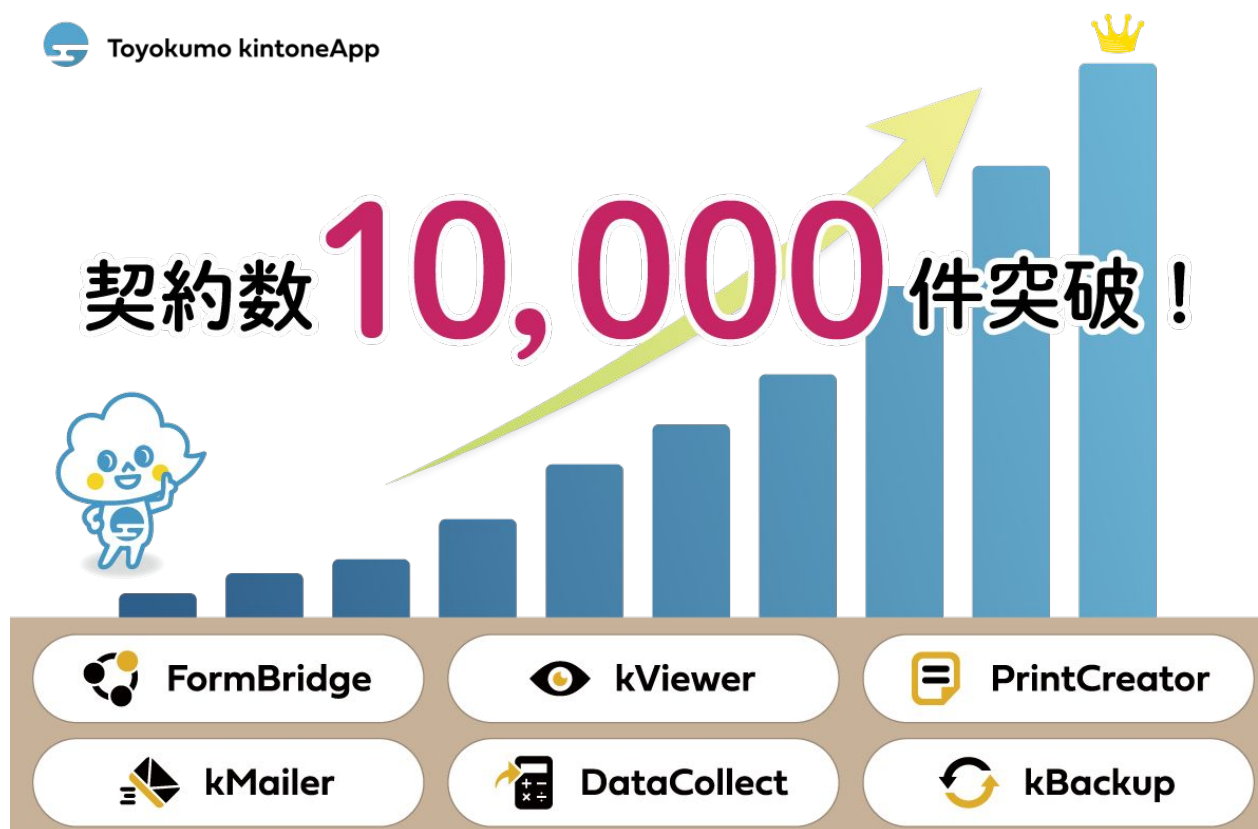 Toyokumo kintoneApp
契約数10,000件突破!
FormBridge
kViewer
PrintCreator
kMailer
DataCollect
kBackup